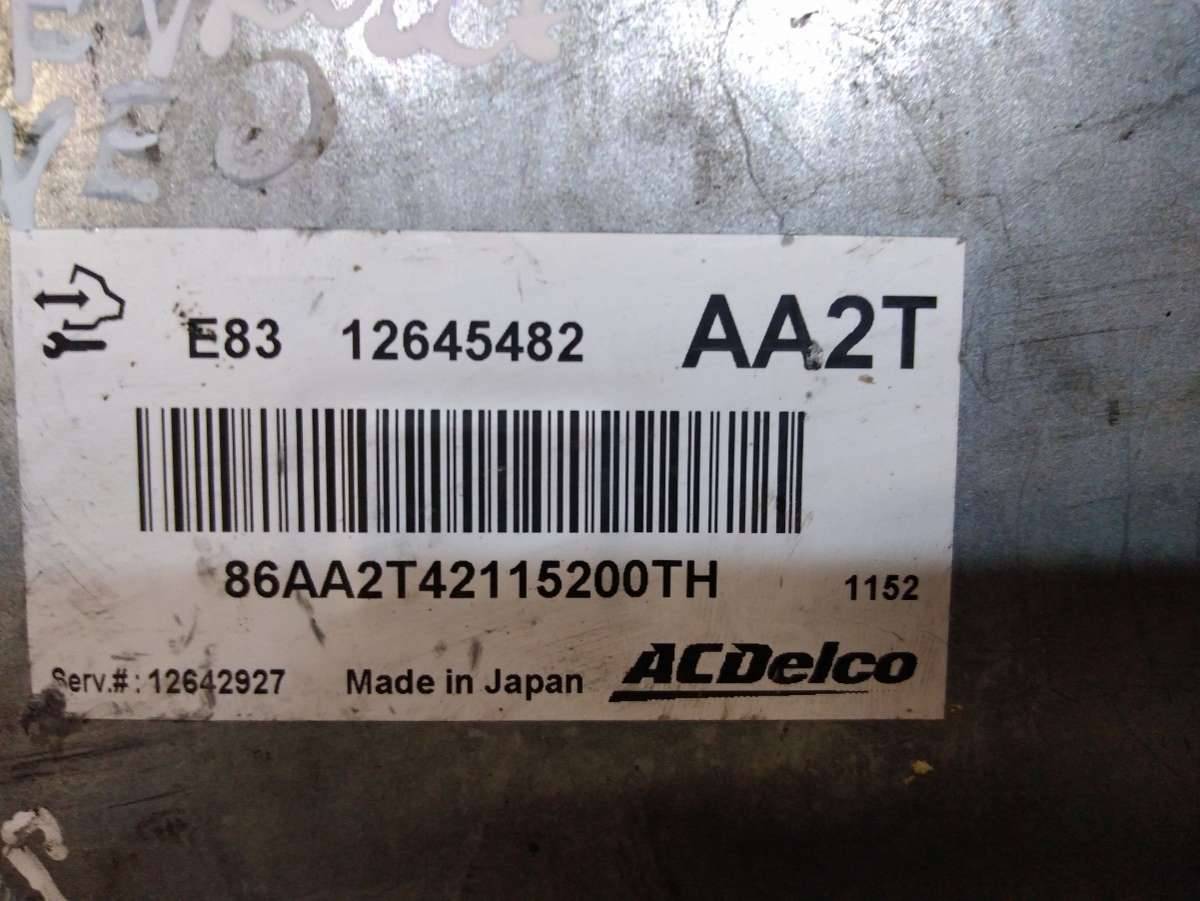 E83 12645482 AA2T
86AA2T42115200TH 1152
Serv.#: 12642927 Made in Japan ACDelco